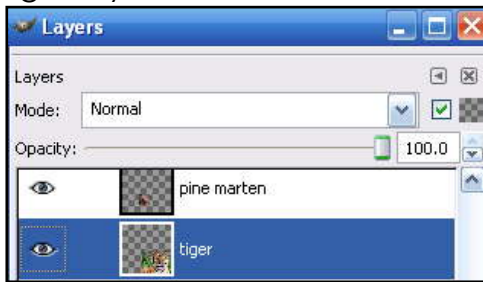 Layers
Layers
Mode: Normal
Opacity: 100.0
pine marten
tiger